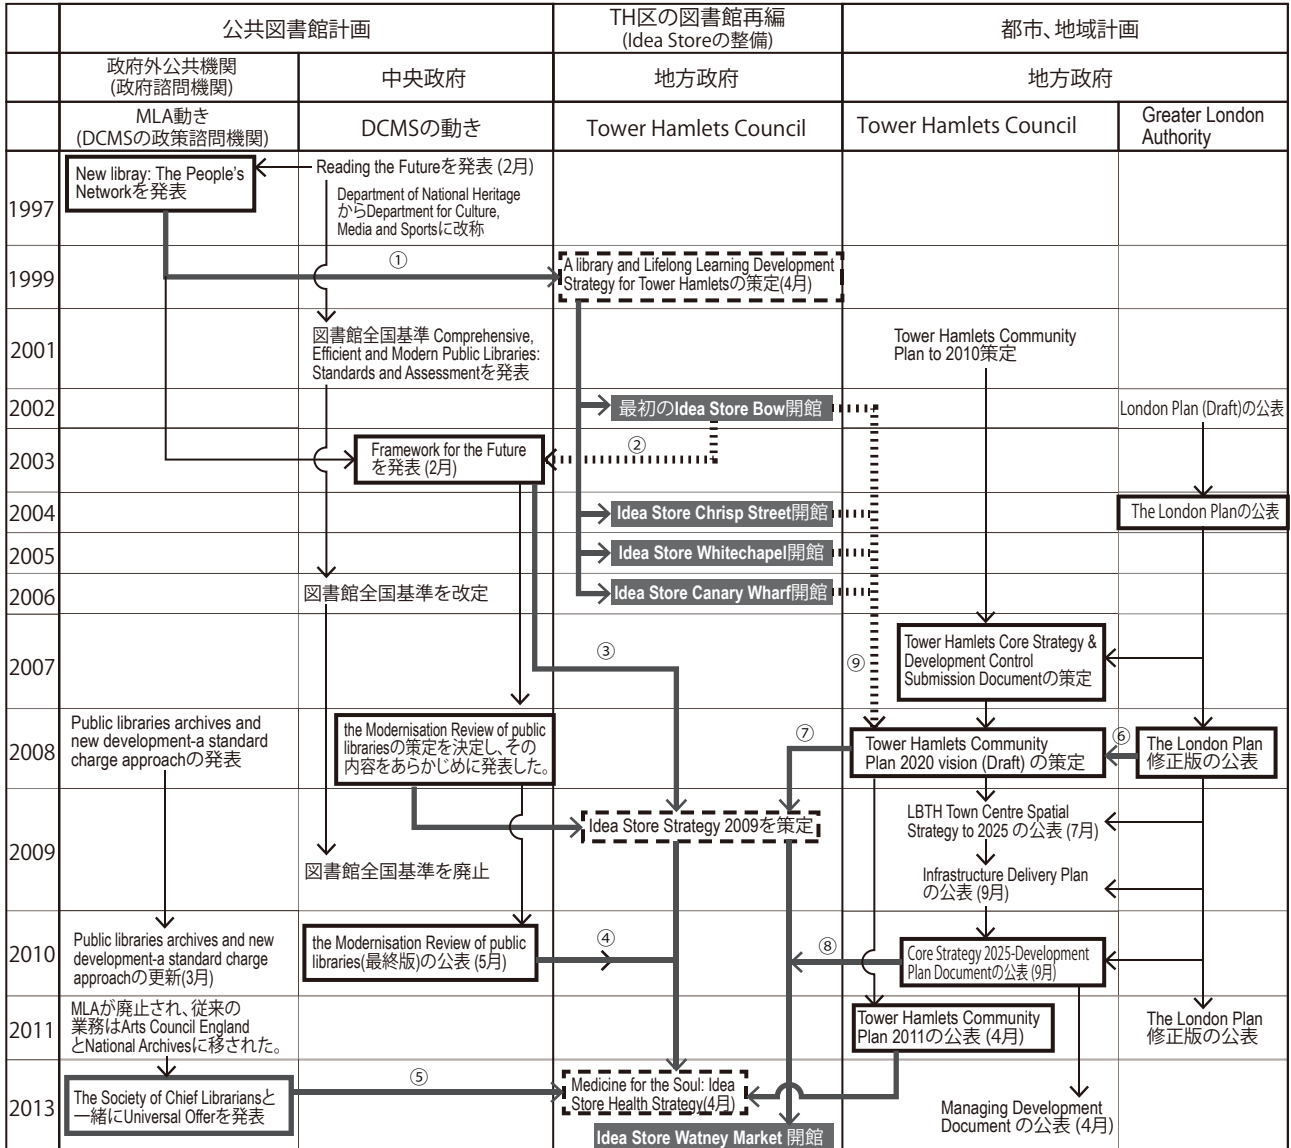 公共図書館計画
TH区の図書館再編
(Idea Storeの整備)
都市、地域計画
政府外公共機関
(政府諮問機関)
中央政府
地方政府
地方政府
MLA動き
(DCMSの政策諮問機関)
DCMSの動き
Tower Hamlets Council
Tower Hamlets Council
Greater London
Authority
1997
New libray: The People's
Networkを発表
Reading the Futureを発表 (2月)
Department of National Heritage
からDepartment for Culture,
Media and Sportsに改称
1999
①
A library and Lifelong Learning Development
Strategy for Tower Hamletsの策定(4月)
2001
図書館全国基準 Comprehensive,
Efficient and Modern Public Libraries:
Standards and Assessmentを発表
Tower Hamlets Community
Plan to 2010策定
2002
最初のIdea Store Bow開館
London Plan (Draft)の公表
2003
Framework for the Future
を発表 (2月)
②
2004
Idea Store Chrisp Street開館
The London Planの公表
2005
Idea Store Whitechapel開館
2006
図書館全国基準を改定
Idea Store Canary Wharf開館
2007
③
⑨
Tower Hamlets Core Strategy &
Development Control
Submission Documentの策定
2008
Public libraries archives and
new development-a standard
charge approachの発表
the Modernisation Review of public
librariesの策定を決定し、その
内容をあらかじめに発表した。
⑦
Tower Hamlets Community
Plan 2020 vision (Draft) の策定
⑥
The London Plan
修正版の公表
2009
図書館全国基準を廃止
Idea Store Strategy 2009を策定
LBTH Town Centre Spatial
Strategy to 2025 の公表 (7月)
Infrastructure Delivery Plan
の公表 (9月)
2010
Public libraries archives and new
development-a standard charge
approachの更新(3月)
the Modernisation Review of public
libraries(最終版)の公表 (5月)
④
⑧
Core Strategy 2025-Development
Plan Documentの公表 (9月)
2011
MLAが廃止され、従来の
業務はArts Council England
とNational Archivesに移された。
Tower Hamlets Community
Plan 2011の公表 (4月)
The London Plan
修正版の公表
2013
The Society of Chief Librariansと
一緒にUniversal Offerを発表
⑤
Medicine for the Soul: Idea
Store Health Strategy(4月)
Idea Store Watney Market 開館
Managing Development
Document の公表 (4月)